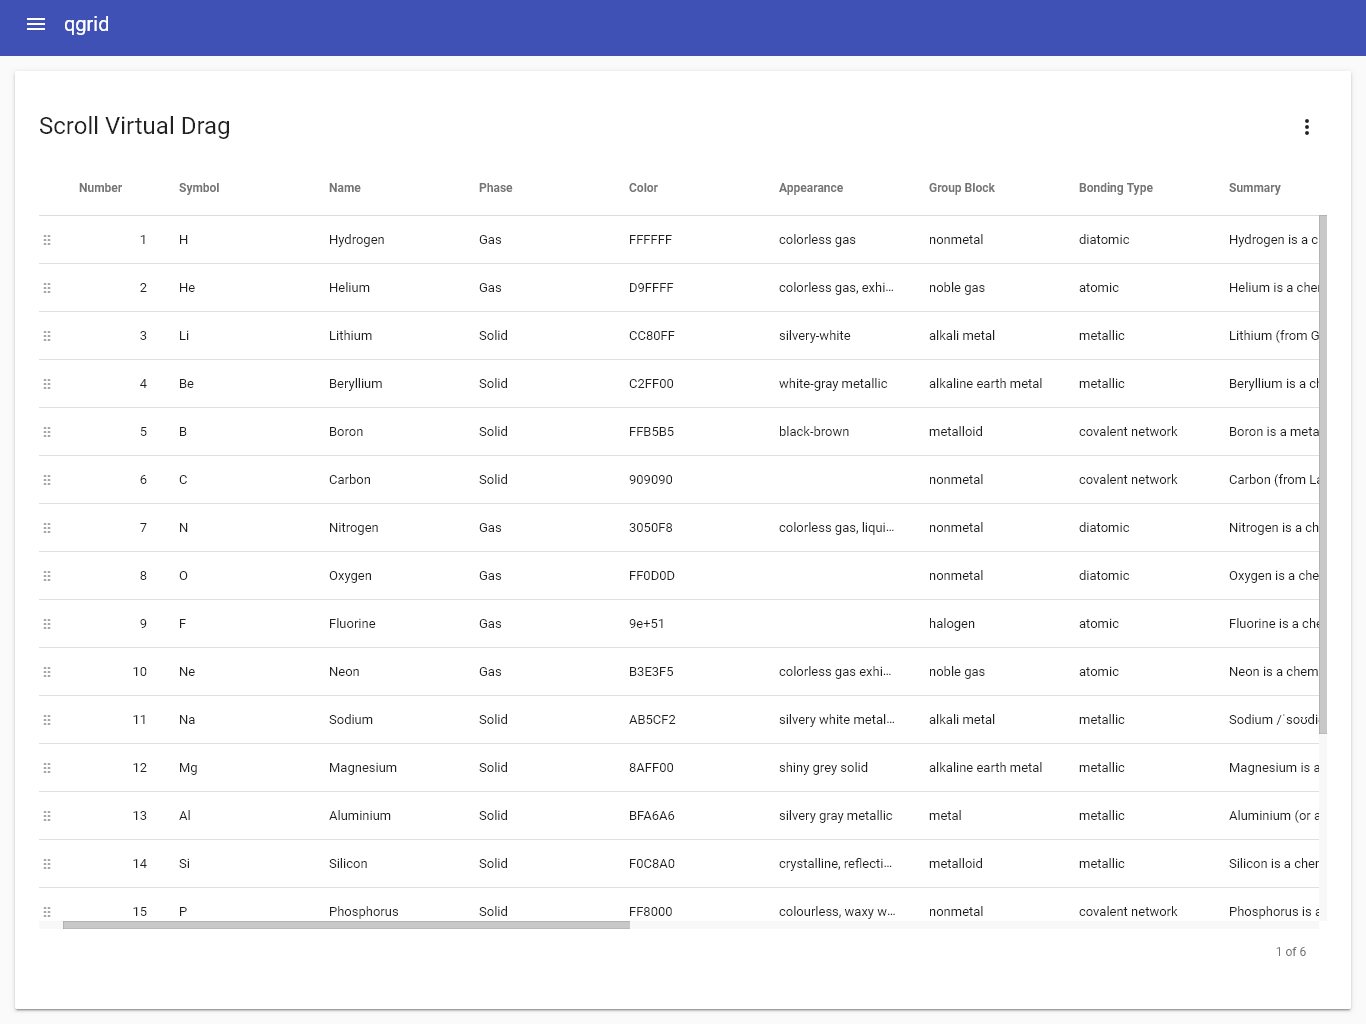 qgrid
Scroll Virtual Drag
Number Symbol Name Phase Color Appearance Group Block Bonding Type Summary
1 H Hydrogen Gas FFFFFF colorless gas nonmetal diatomic Hydrogen is a c
2 He Helium Gas D9FFFF colorless gas, exhi... noble gas atomic Helium is a che
3 Li Lithium Solid CC80FF silvery-white alkali metal metallic Lithium (from G
4 Be Beryllium Solid C2FF00 white-gray metallic alkaline earth metal metallic Beryllium is a ch
5 B Boron Solid FFB5B5 black-brown metalloid covalent network Boron is a meta
6 C Carbon Solid 909090 nonmetal covalent network Carbon (from La
7 N Nitrogen Gas 3050F8 colorless gas, liqui... nonmetal diatomic Nitrogen is a ch
8 O Oxygen Gas FF0D0D nonmetal diatomic Oxygen is a che
9 F Fluorine Gas 9e+51 halogen atomic Fluorine is a che
10 Ne Neon Gas B3E3F5 colorless gas exhi... noble gas atomic Neon is a chem
11 Na Sodium Solid AB5CF2 silvery white metal... alkali metal metallic Sodium /ˈsoʊdi
12 Mg Magnesium Solid 8AFF00 shiny grey solid alkaline earth metal metallic Magnesium is a
13 Al Aluminium Solid BFA6A6 silvery gray metallic metal metallic Aluminium (or a
14 Si Silicon Solid F0C8A0 crystalline, reflecti... metalloid metallic Silicon is a cher
15 P Phosphorus Solid FF8000 colourless, waxy w... nonmetal covalent network Phosphorus is a
1 of 6